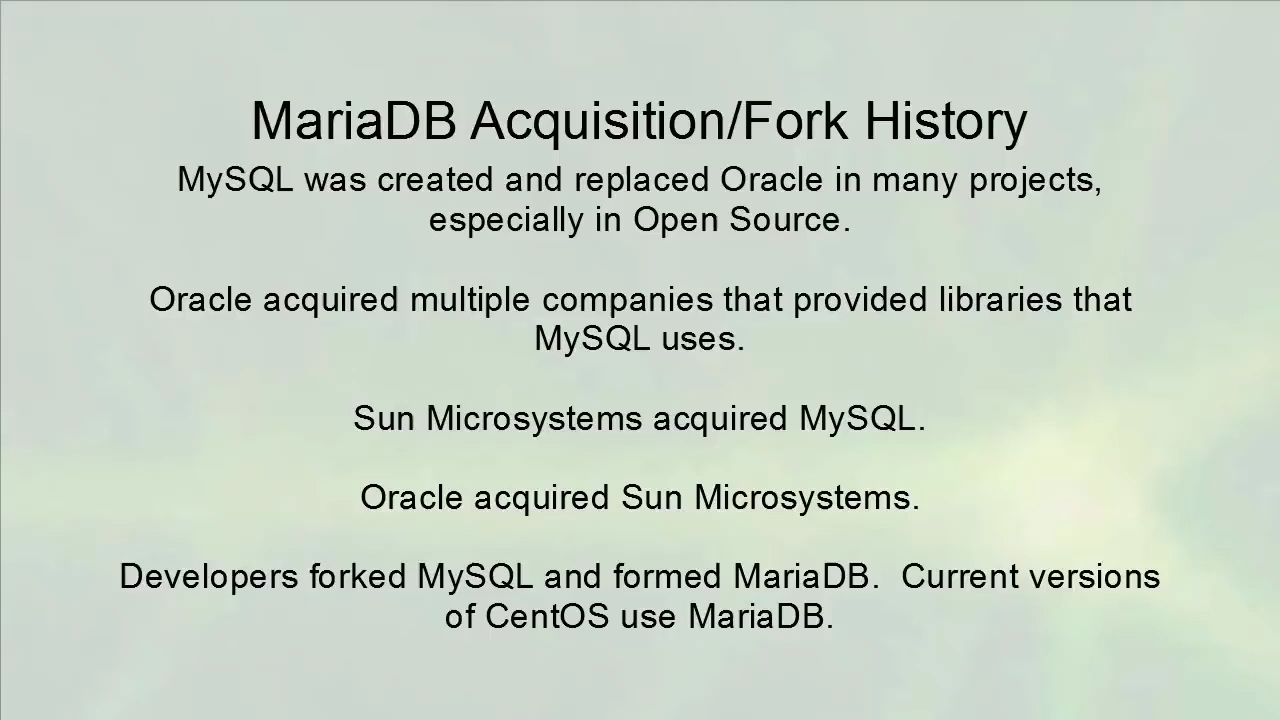 MariaDB Acquisition/Fork History
MySQL was created and replaced Oracle in many projects,
especially in Open Source.
Oracle acquired multiple companies that provided libraries that
MySQL uses.
Sun Microsystems acquired MySQL.
Oracle acquired Sun Microsystems.
Developers forked MySQL and formed MariaDB.  Current versions
of CentOS use MariaDB.